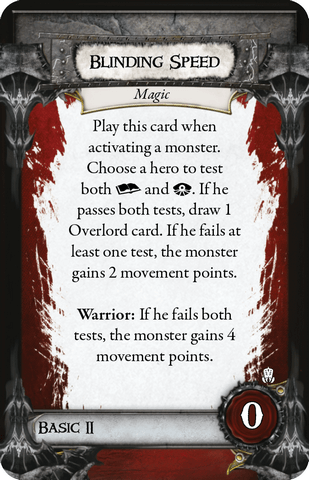 Blinding Speed
Magic
Play this card when
activating a monster.
Choose a hero to test
both and . If he
passes both tests, draw 1
Overlord card. If he fails at
least one test, the monster
gains 2 movement points.
Warrior: If he fails both
tests, the monster gains 4
movement points.
0
Basic II